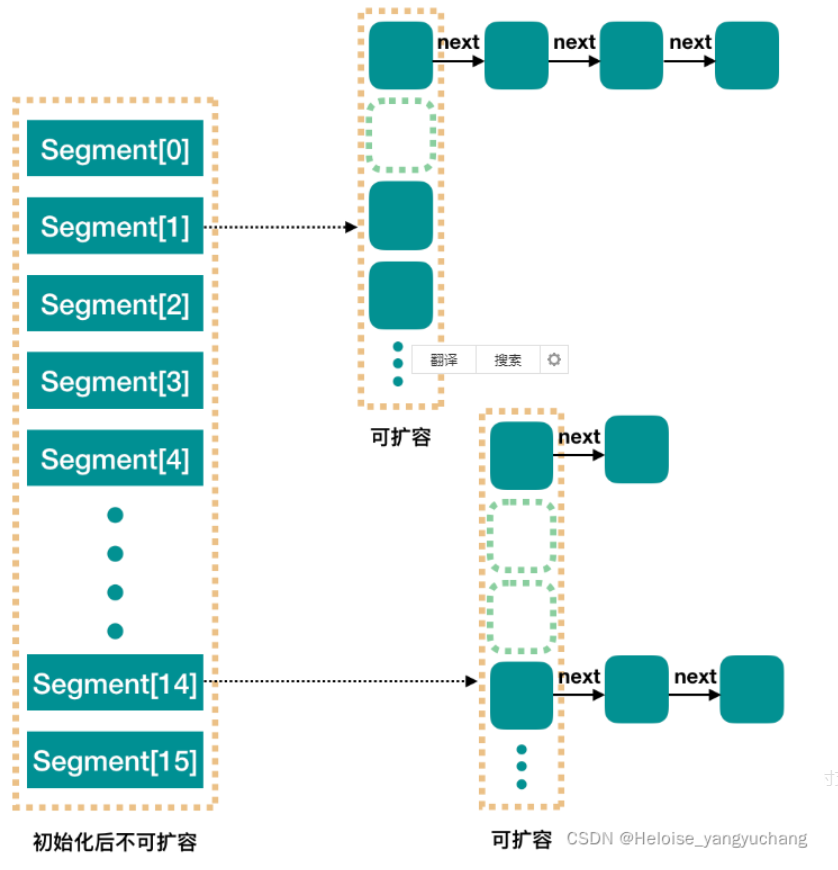 Segment[0]
Segment[1]
Segment[2]
Segment[3]
Segment[4]
Segment[14]
Segment[15]
初始化后不可扩容
next next next
翻译 搜索
可扩容
next
next next
可扩容
CSDN @Heloise_yangyuchang